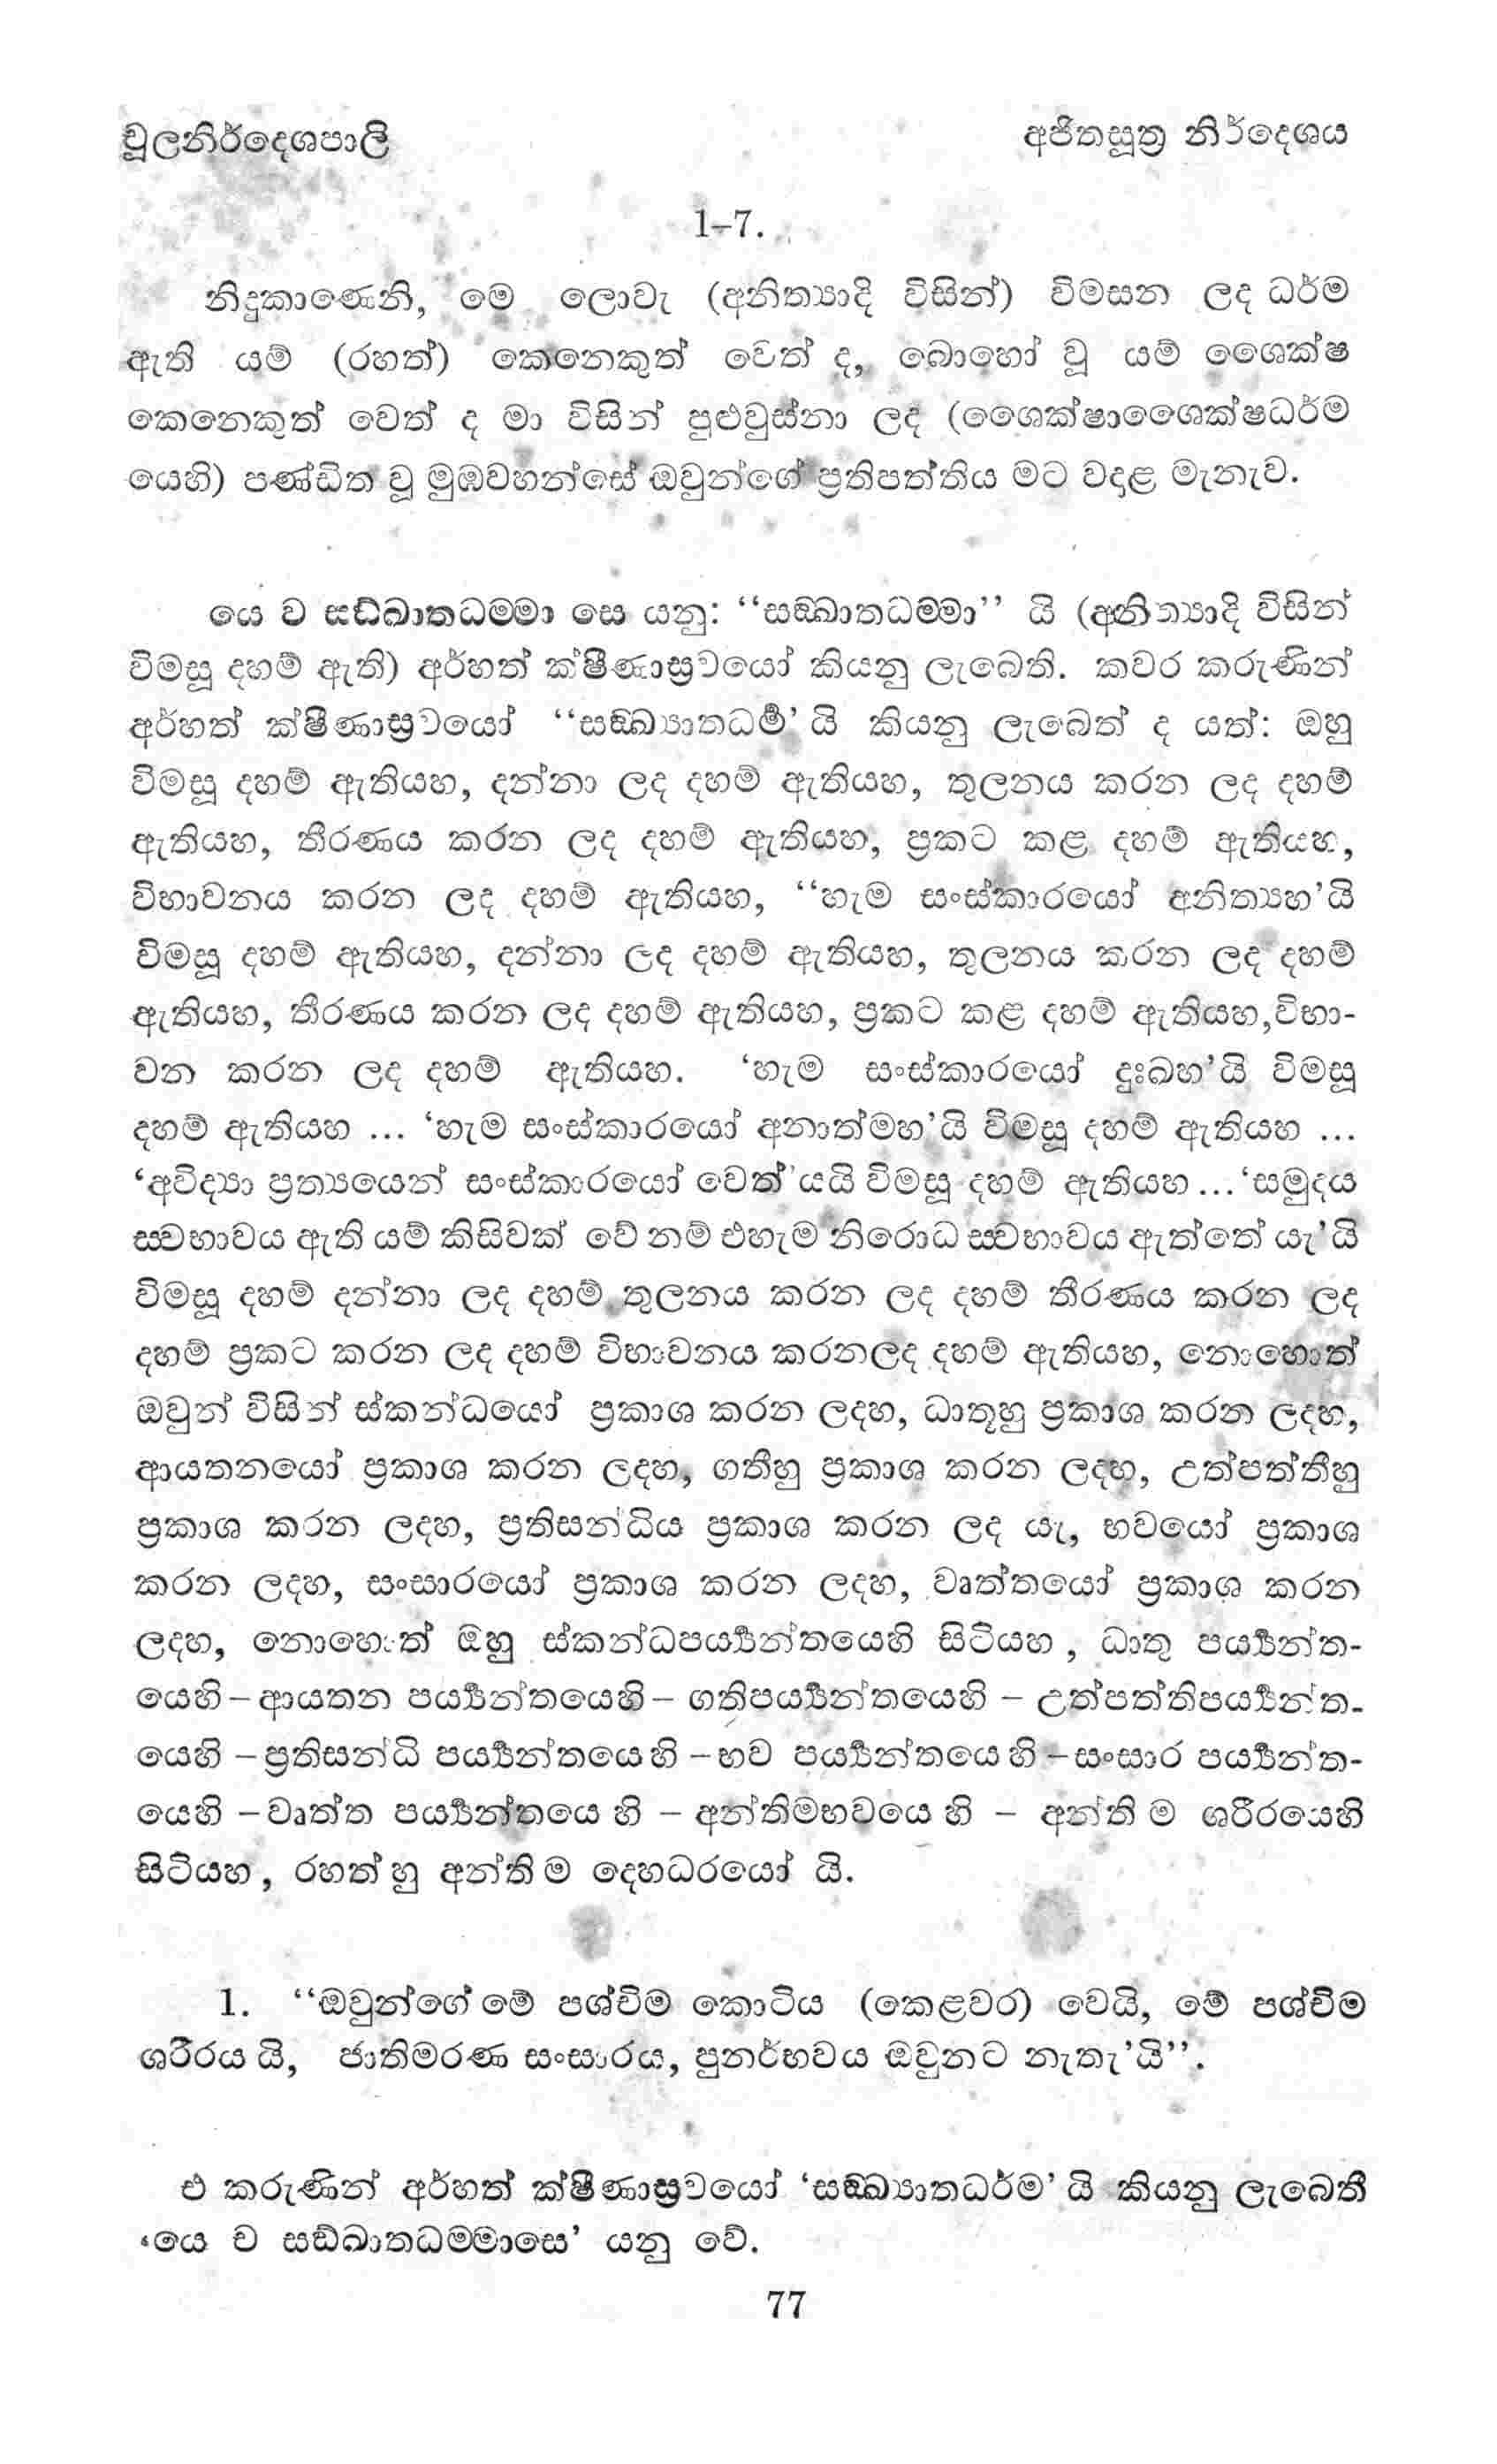 චූලනිර්දෙශපාලි
අජිතසූත්‍ර නිර්දෙශය
1–7.
නිදුකාණෙනි, මෙ ලොවැ (අනිත්‍යාදි විසින්) විමසන ලද ධර්ම
ඇති යම් (රහත්) කෙනෙකුත් වෙත් ද, බොහෝ වූ යම් ශෛක්ෂ
කෙනෙකුත් වෙත් ද මා විසින් පුළුවුස්නා ලද (ශෛක්ෂාශෛක්ෂධර්ම
යෙහි) පණ්ඩිත වූ මුඹවහන්සේ ඔවුන්ගේ ප්‍රතිපත්තිය මට වදාළ මැනැව.
යෙ ච සඞ්ඛාතධම්මා සෙ යනු: “සඞ්ඛාතධම්මා” යි (අනිත්‍යාදි විසින්
විමසූ දහම් ඇති) අර්හත් ක්ෂීණාස්‍රවයෝ කියනු ලැබෙති. කවර කරුණින්
අර්හත් ක්ෂීණාස්‍රවයෝ “සඞ්ඛ්‍යාතධර්ම’යි කියනු ලැබෙත් ද යත්: ඔහු
විමසූ දහම් ඇතියහ, දන්නා ලද දහම් ඇතියහ, තුලනය කරන ලද දහම්
ඇතියහ, තීරණය කරන ලද දහම් ඇතියහ, ප්‍රකට කළ දහම් ඇතියහ,
විභාවනය කරන ලද දහම් ඇතියහ, “හැම සංස්කාරයෝ අනිත්‍යහ’යි
විමසූ දහම් ඇතියහ, දන්නා ලද දහම් ඇතියහ, තුලනය කරන ලද දහම්
ඇතියහ, තීරණය කරන ලද දහම් ඇතියහ, ප්‍රකට කළ දහම් ඇතියහ,විභා-
වන කරන ලද දහම් ඇතියහ. ‘හැම සංස්කාරයෝ දුඃඛහ’යි විමසූ
දහම් ඇතියහ ... ‘හැම සංස්කාරයෝ අනාත්මහ’යි විමසූ දහම් ඇතියහ ...
‘අවිද්‍යා ප්‍රත්‍යයෙන් සංස්කාරයෝ වෙත්’යයි විමසූ දහම් ඇතියහ ... ‘සමුදය
ස්වභාවය ඇති යම් කිසිවක් වේ නම් එහැම නිරොධ ස්වභාවය ඇත්තේ යැ’යි
විමසූ දහම් දන්නා ලද දහම් තුලනය කරන ලද දහම් තීරණය කරන ලද
දහම් ප්‍රකට කරන ලද දහම් විභාවනය කරනලද දහම් ඇතියහ, නොහොත්
ඔවුන් විසින් ස්කන්ධයෝ ප්‍රකාශ කරන ලදහ, ධාතූහු ප්‍රකාශ කරන ලදහ,
ආයතනයෝ ප්‍රකාශ කරන ලදහ, ගතීහු ප්‍රකාශ කරන ලදහ, උත්පත්තීහු
ප්‍රකාශ කරන ලදහ, ප්‍රතිසන්ධිය ප්‍රකාශ කරන ලද යැ, භවයෝ ප්‍රකාශ
කරන ලදහ, සංසාරයෝ ප්‍රකාශ කරන ලදහ, වෘත්තයෝ ප්‍රකාශ කරන
ලදහ, නොහොත් ඔහු ස්කන්ධපර්‍ය්‍යන්තයෙහි සිටියහ , ධාතු පර්‍ය්‍යන්ත-
යෙහි – ආයතන පර්‍ය්‍යන්තයෙහි – ගතිපර්‍ය්‍යන්තයෙහි – උත්පත්තිපර්‍ය්‍යන්ත-
යෙහි – ප්‍රතිසන්ධි පර්‍ය්‍යන්තයෙහි – භව පර්‍ය්‍යන්තයෙහි – සංසාර පර්‍ය්‍යන්ත-
යෙහි – වෘත්ත පර්‍ය්‍යන්තයෙහි – අන්තිමභවයෙහි – අන්තිම ශරීරයෙහි
සිටියහ , රහත්හු අන්තිම දෙහධරයෝ යි.
1. “ඔවුන්ගේ මේ පශ්චිම කොටිය (කෙළවර) වෙයි, මේ පශ්චිම
ශරීරය යි, ජාතිමරණ සංසාරය, පුනර්භවය ඔවුනට නැතැ’යි”.
එ කරුණින් අර්හත් ක්ෂීණාස්‍රවයෝ ‘සඞ්ඛ්‍යාතධර්ම’ යි කියනු ලැබෙතී
‘යෙ ච සඞ්ඛාතධම්මාසෙ’ යනු වේ.
77